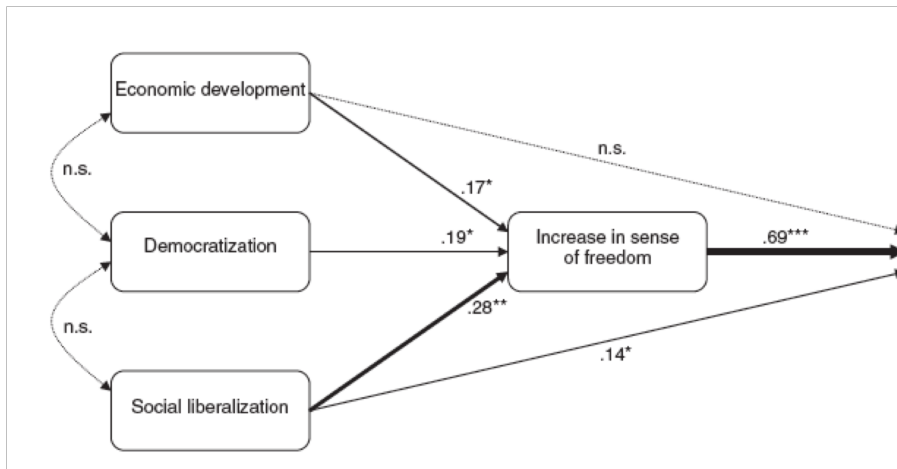 Economic development
n.s.
n.s.
.17*
Democratization
.19*
Increase in sense
of freedom
.69***
.28**
n.s.
.14*
Social liberalization